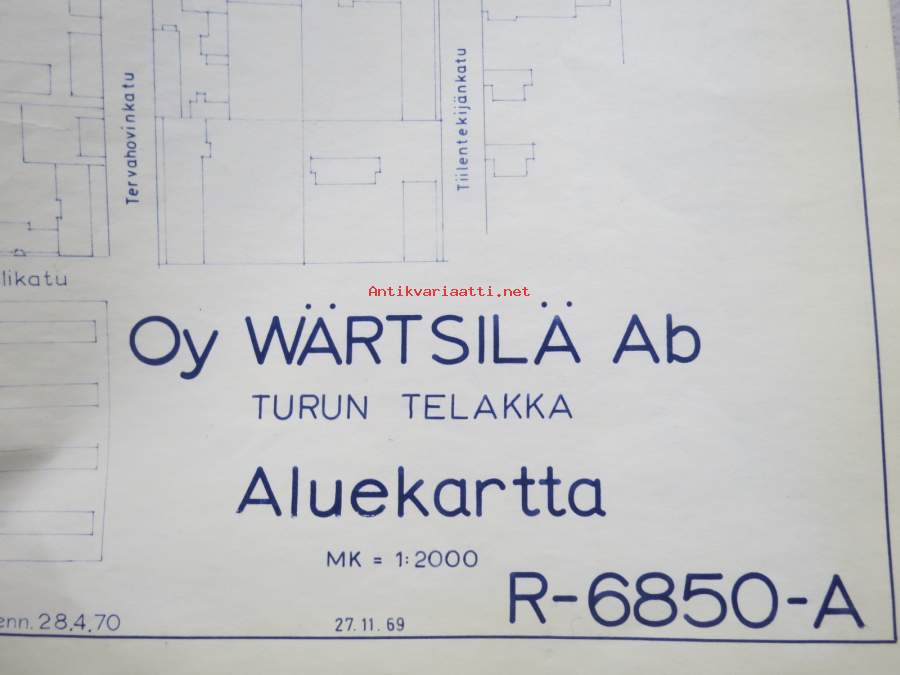 Tervahovinkatu
Tiilentekijänkatu
likatu
Antikvariaatti.net
Oy WÄRTSILÄ Ab
TURUN TELAKKA
Aluekartta
MK = 1:2000
R-6850-A
enn. 28.4.70
27.11.69